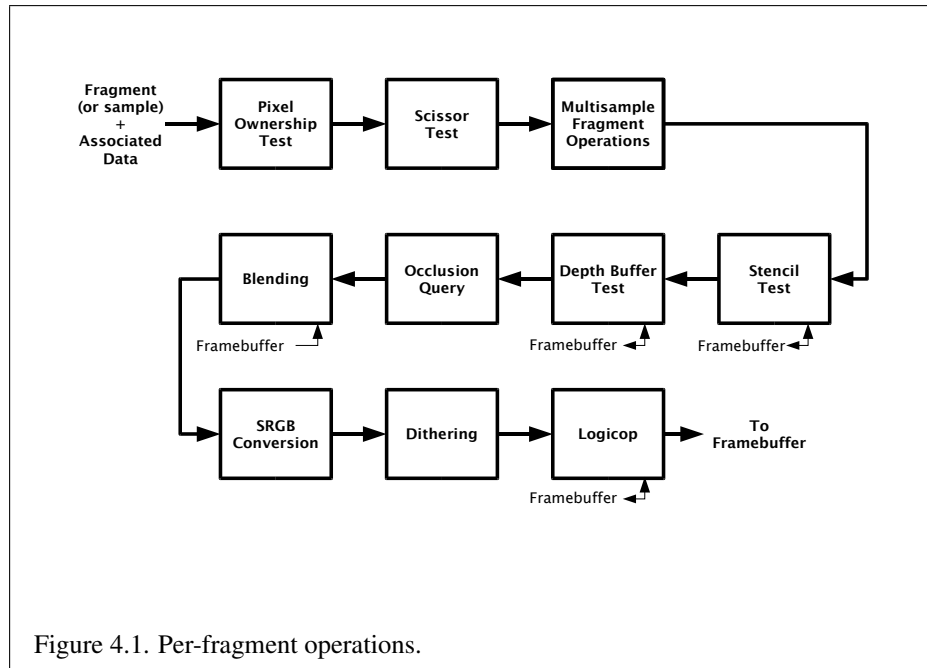 Fragment
(or sample)
+
Associated
Data
Pixel
Ownership
Test
Scissor
Test
Multisample
Fragment
Operations
Blending
Occlusion
Query
Depth Buffer
Test
Stencil
Test
Framebuffer
Framebuffer
Framebuffer
SRGB
Conversion
Dithering
Logicop
To
Framebuffer
Framebuffer
Figure 4.1. Per-fragment operations.